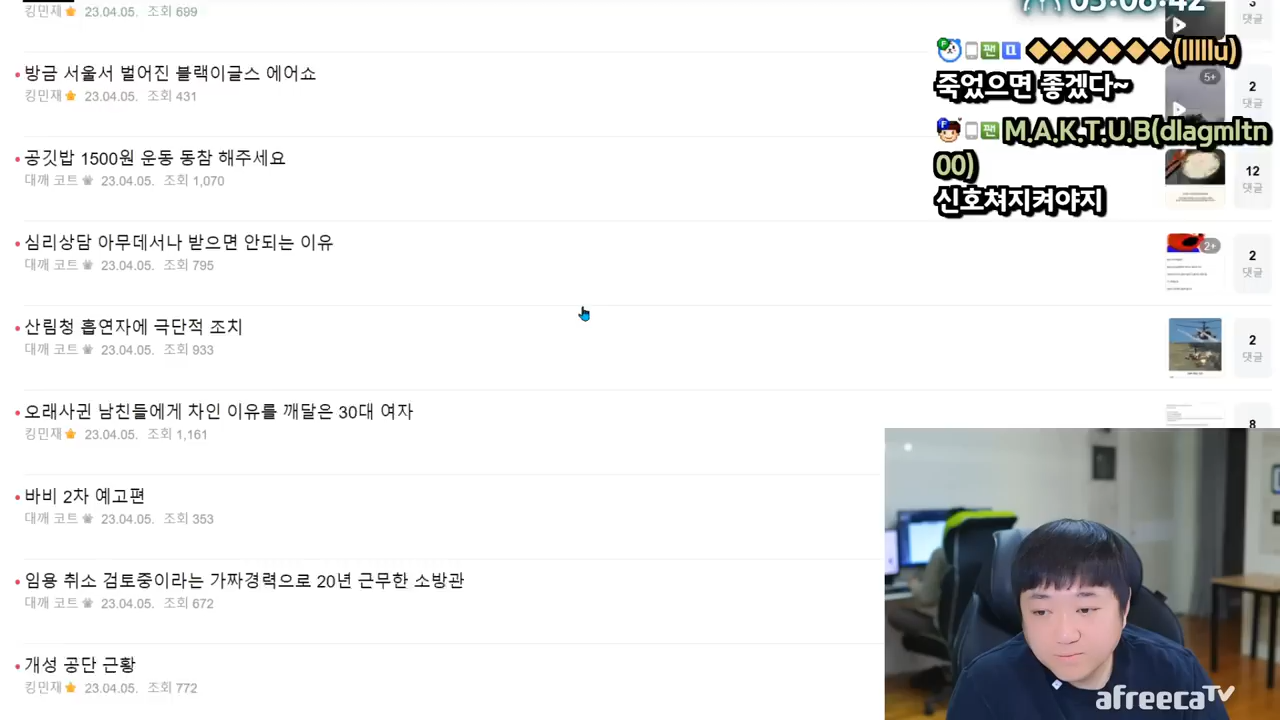 킹민재 23.04.05. 조회 699
댓글
방금 서울서 벌어진 블랙이글스 에어쇼
킹민재 23.04.05. 조회 431
5+
2
댓글
공깃밥 1500원 운동 동참 해주세요
대깨 코트 23.04.05. 조회 1,070
12
댓글
심리상담 아무데서나 받으면 안되는 이유
대깨 코트 23.04.05. 조회 795
2+
2
댓글
산림청 흡연자에 극단적 조치
대깨 코트 23.04.05. 조회 933
2
댓글
오래사귄 남친들에게 차인 이유를 깨달은 30대 여자
킹민재 23.04.05. 조회 1,161
8
바비 2차 예고편
대깨 코트 23.04.05. 조회 353
임용 취소 검토중이라는 가짜경력으로 20년 근무한 소방관
대깨 코트 23.04.05. 조회 672
개성 공단 근황
킹민재 23.04.05. 조회 772
팬 ◆◆◆◆◆◆(lllllu)
죽었으면 좋겠다~
팬 M.A.K.T.U.B(dlagmltn
00)
신호쳐지켜야지
afreecaTV